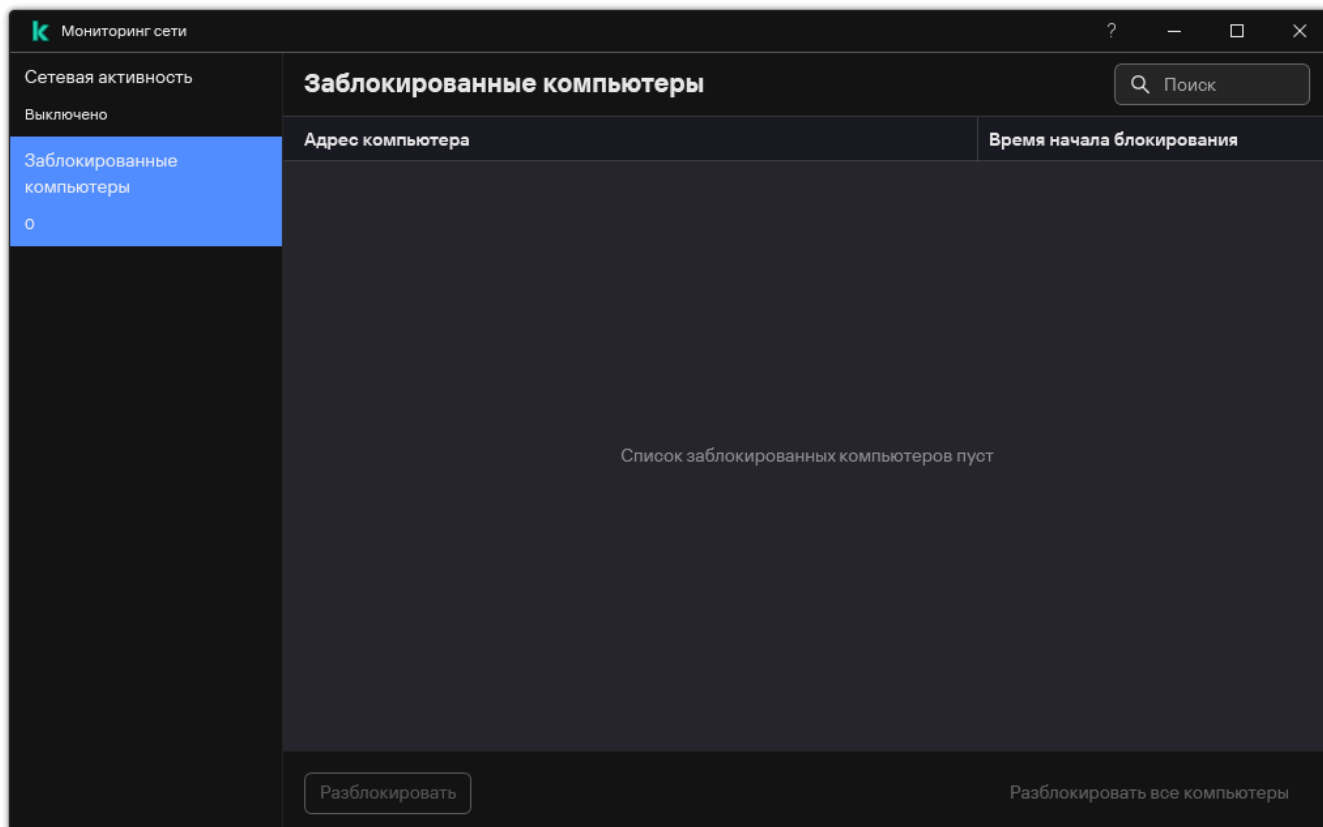 Мониторинг сети
?
Сетевая активность
Выключено
Заблокированные
компьютеры
0
Заблокированные компьютеры
Поиск
Адрес компьютера
Время начала блокирования
Список заблокированных компьютеров пуст
Разблокировать
Разблокировать все компьютеры